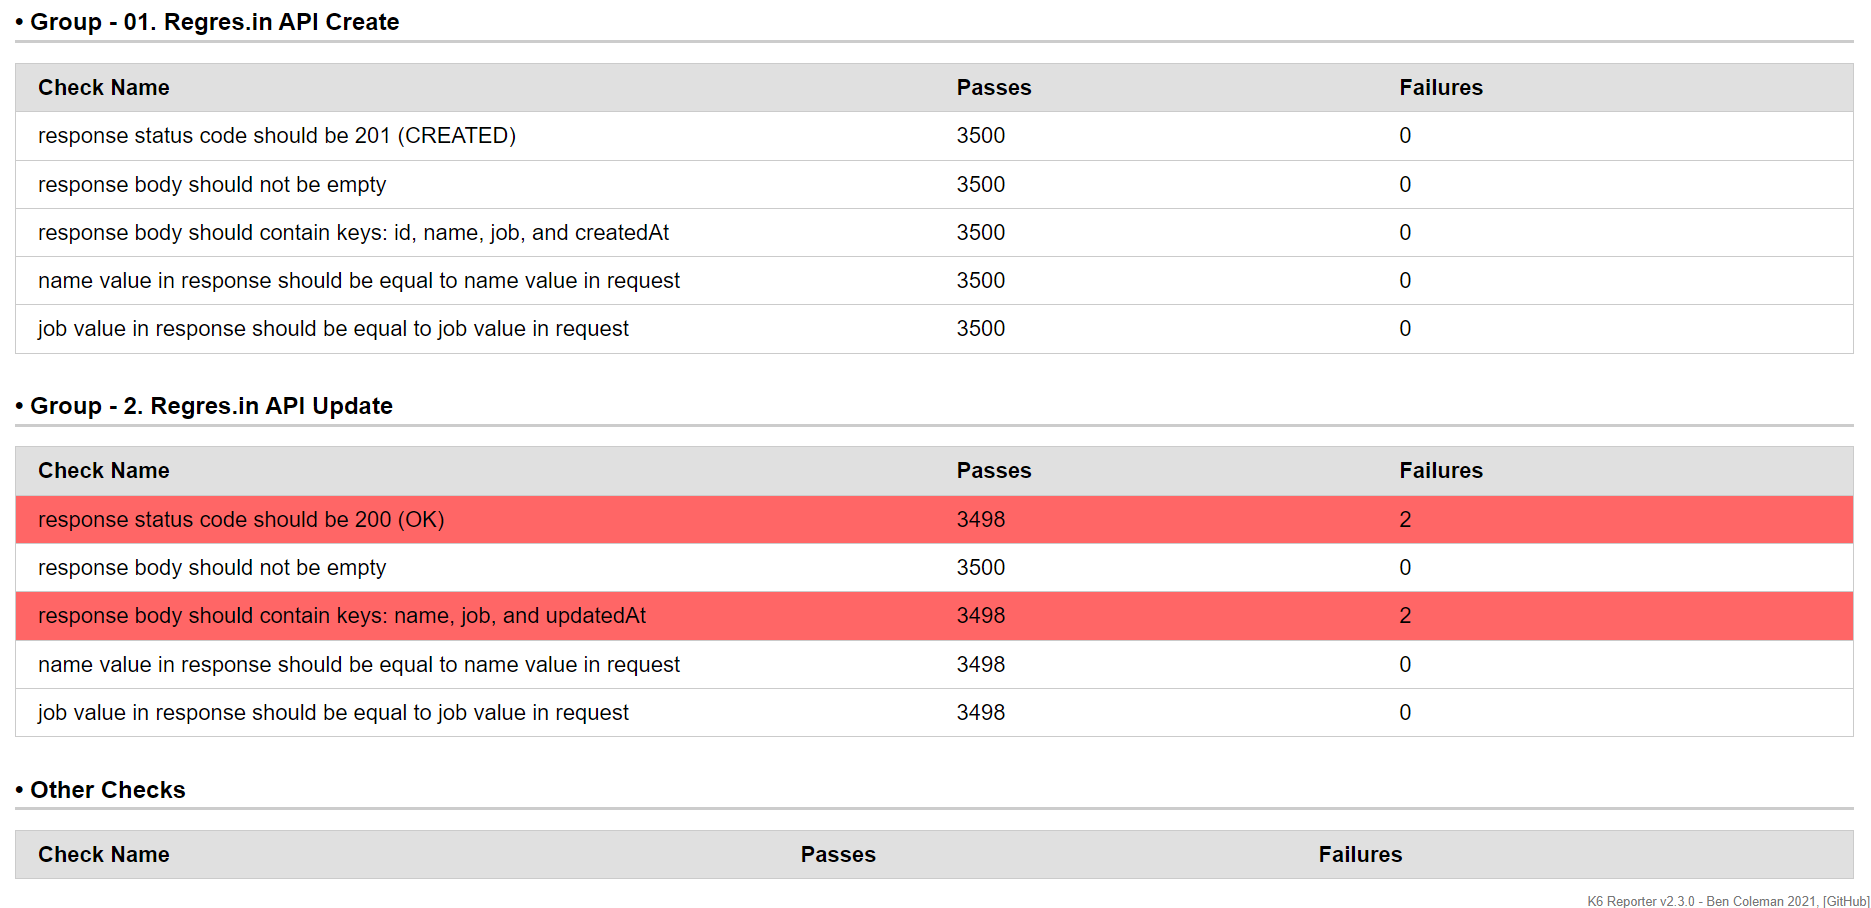 • Group - 01. Regres.in API Create
Check Name Passes Failures
response status code should be 201 (CREATED) 3500 0
response body should not be empty 3500 0
response body should contain keys: id, name, job, and createdAt 3500 0
name value in response should be equal to name value in request 3500 0
job value in response should be equal to job value in request 3500 0
• Group - 2. Regres.in API Update
Check Name Passes Failures
response status code should be 200 (OK) 3498 2
response body should not be empty 3500 0
response body should contain keys: name, job, and updatedAt 3498 2
name value in response should be equal to name value in request 3498 0
job value in response should be equal to job value in request 3498 0
• Other Checks
Check Name Passes Failures
K6 Reporter v2.3.0 - Ben Coleman 2021, [GitHub]